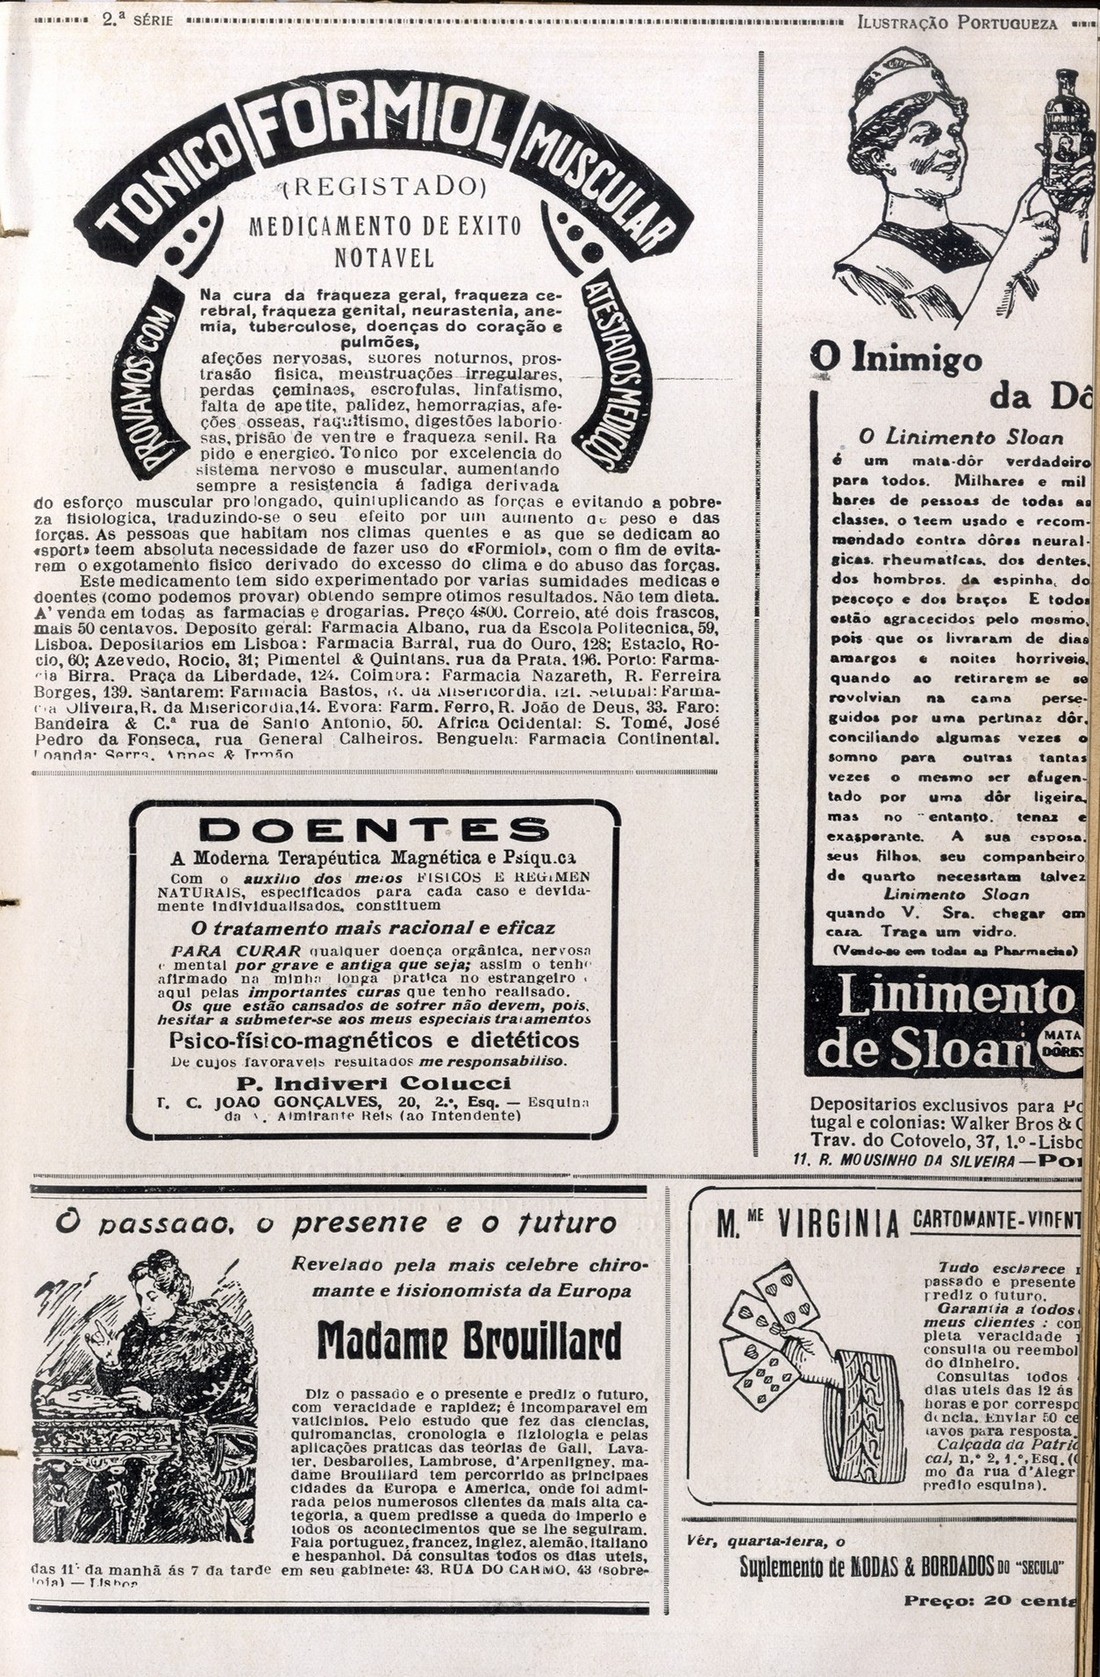 2.ª SÉRIE
ILUSTRAÇÃO PORTUGUEZA
TONICO FORMIOL MUSCULAR
(REGISTADO)
MEDICAMENTO DE EXITO
NOTAVEL
PROVAMOS COM
ATESTADOS MEDICOS
Na cura da fraqueza geral, fraqueza ce-
rebral, fraqueza genital, neurastenia, ane-
mia, tuberculose, doenças do coração e
pulmões,
afeções nervosas, suores noturnos, pros-
trasão fisica, menstruações irregulares,
perdas çeminaes, escrofulas, linfatismo,
falta de apetite, palidez, hemorragias, afe-
ções osseas, raquitismo, digestões laborio-
sas, prisão de ventre e fraqueza senil. Ra
pido e energico. Tonico por excelencia do
sistema nervoso e muscular, aumentando
sempre a resistencia á fadiga derivada
do esforço muscular prolongado, quintuplicando as forças e evitando a pobre-
za fisiologica, traduzindo-se o seu efeito por um aumento de peso e das
forças. As pessoas que habitam nos climas quentes e as que se dedicam ao
«sport» teem absoluta necessidade de fazer uso do «Formiol», com o fim de evita-
rem o exgotamento fisico derivado do excesso do clima e do abuso das forças.
Este medicamento tem sido experimentado por varias sumidades medicas e
doentes (como podemos provar) obtendo sempre otimos resultados. Não tem dieta.
A' venda em todas as farmacias e drogarias. Preço 4$00. Correio, até dois frascos,
mais 50 centavos. Deposito geral: Farmacia Albano, rua da Escola Politecnica, 59,
Lisboa. Depositarios em Lisboa: Farmacia Barral, rua do Ouro, 128; Estacio, Ro-
cio, 60; Azevedo, Rocio, 31; Pimentel & Quintans, rua da Prata, 196. Porto: Farma-
cia Birra, Praça da Liberdade, 124. Coimbra: Farmacia Nazareth, R. Ferreira
Borges, 139. Santarem: Farmacia Bastos, R. da Misericordia, 121. Setubal: Farma-
cia Oliveira, R. da Misericordia, 14. Evora: Farm. Ferro, R. João de Deus, 33. Faro:
Bandeira & C.ª rua de Santo Antonio, 50. Africa Ocidental: S. Tomé, José
Pedro da Fonseca, rua General Calheiros. Benguela: Farmacia Continental.
Loanda: Serra, Annes & Irmão
DOENTES
A Moderna Terapéutica Magnética e Psíquica
Com o auxilio dos meios FISICOS E REGIMEN
NATURAIS, especificados para cada caso e devida-
mente individualisados, constituem
O tratamento mais racional e eficaz
PARA CURAR qualquer doença orgânica, nervosa
e mental por grave e antiga que seja; assim o tenho
afirmado na minha longa pratica no estrangeiro e
aqui pelas importantes curas que tenho realisado.
Os que estão cansados de sofrer não devem, pois,
hesitar a submeter-se aos meus especiais tratamentos
Psico-físico-magnéticos e dietéticos
De cujos favoraveis resultados me responsabiliso.
P. Indiveri Colucci
T. C. JOAO GONÇALVES, 20, 2.º, Esq. — Esquina
da A. Almirante Reis (ao Intendente)
O Inimigo
da Dô
O Linimento Sloan
é um mata-dôr verdadeiro
para todos. Milhares e mil
hares de pessoas de todas as
classes, o teem usado e recom-
mendado contra dôres neural-
gicas, rheumaticas, dos dentes,
dos hombros, da espinha, do
pescoço e dos braços E todos
estão agracecidos pelo mesmo,
pois que os livraram de dias
amargos e noites horriveis,
quando ao retirarem se se
rovolvian na cama perse-
guidos por uma pertinaz dôr,
conciliando algumas vezes o
somno para outras tantas
vezes o mesmo ser afugen-
tado por uma dôr ligeira,
mas no entanto, tenaz e
exasperante. A sua esposa,
seus filhos, seu companheiro
de quarto necessitam talvez
Linimento Sloan
quando V. Sra. chegar em
casa. Traga um vidro.
(Vende-se em todas as Pharmacias)
Linimento
de Sloan
MATA
DÔRES
Depositarios exclusivos para Po
tugal e colonias: Walker Bros & C
Trav. do Cotovelo, 37, 1.º-Lisbo
11, R. MOUSINHO DA SILVEIRA—Por
O passado, o presente e o futuro
Revelado pela mais celebre chiro-
mante e fisionomista da Europa
Madame Brouillard
Diz o passado e o presente e prediz o futuro,
com veracidade e rapidez; é incomparavel em
vaticinios. Pelo estudo que fez das ciencias,
quiromancias, cronologia e fiziologia e pelas
aplicações praticas das teorias de Gall, Lava-
ter, Desbarolles, Lambrose, d'Arpenligney, ma-
dame Brouillard tem percorrido as principaes
cidades da Europa e America, onde foi admi-
rada pelos numerosos clientes da mais alta ca-
tegoria, a quem predisse a queda do imperio e
todos os acontecimentos que se lhe seguiram.
Fala portuguez, francez, inglez, alemão, italiano
e hespanhol. Dá consultas todos os dias uteis,
das 11 da manhã ás 7 da tarde em seu gabinete: 43, RUA DO CARMO, 43 (sobre-
loja) — Lisboa
M.ME VIRGINIA CARTOMANTE-VIDENT
Tudo esclarece
passado e presente
prediz o futuro.
Garantia a todos
meus clientes: com
pleta veracidade
consulta ou reembol
do dinheiro.
Consultas todos
dias uteis das 12 ás
horas e por correspo
dencia. Enviar 50 ce
tavos para resposta.
Calçada da Patric
cal, n.º 2, 1.º, Esq. (C
mo da rua d'Alegr
predio esquina).
Vêr, quarta-feira, o
Suplemento de MODAS & BORDADOS DO "SECULO"
Preço: 20 centa